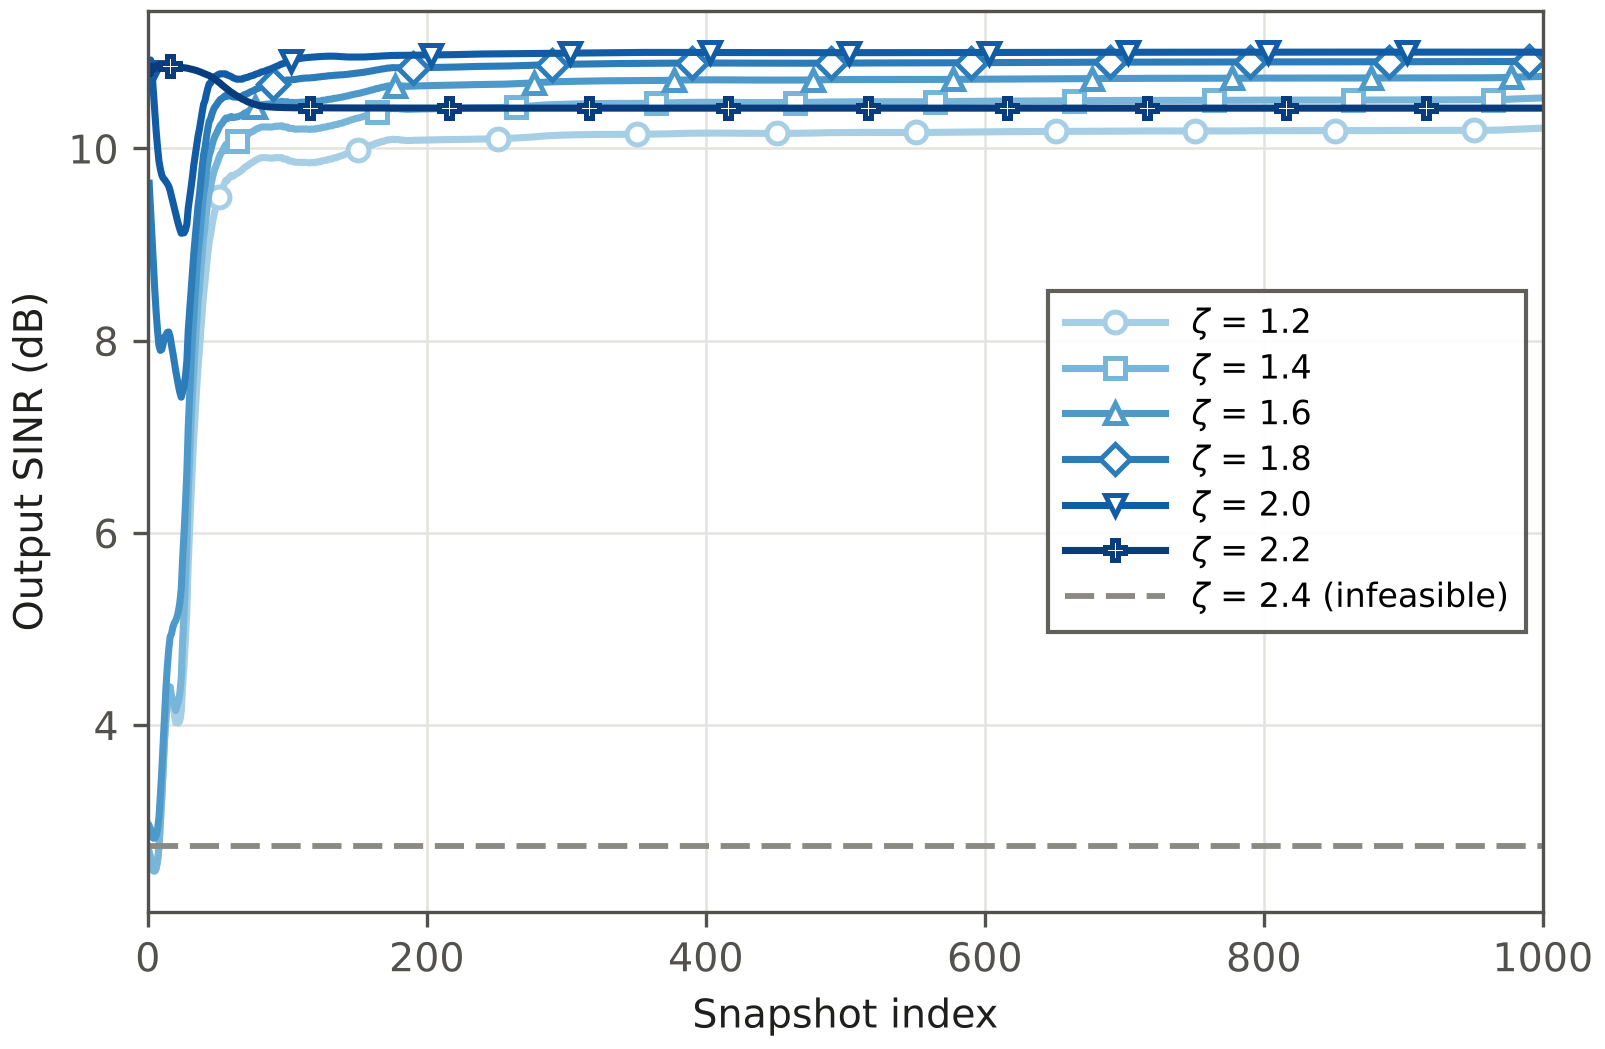 Output SINR (dB)
10
8
6
4
ζ = 1.2
ζ = 1.4
ζ = 1.6
ζ = 1.8
ζ = 2.0
ζ = 2.2
ζ = 2.4 (infeasible)
0 200 400 600 800 1000
Snapshot index